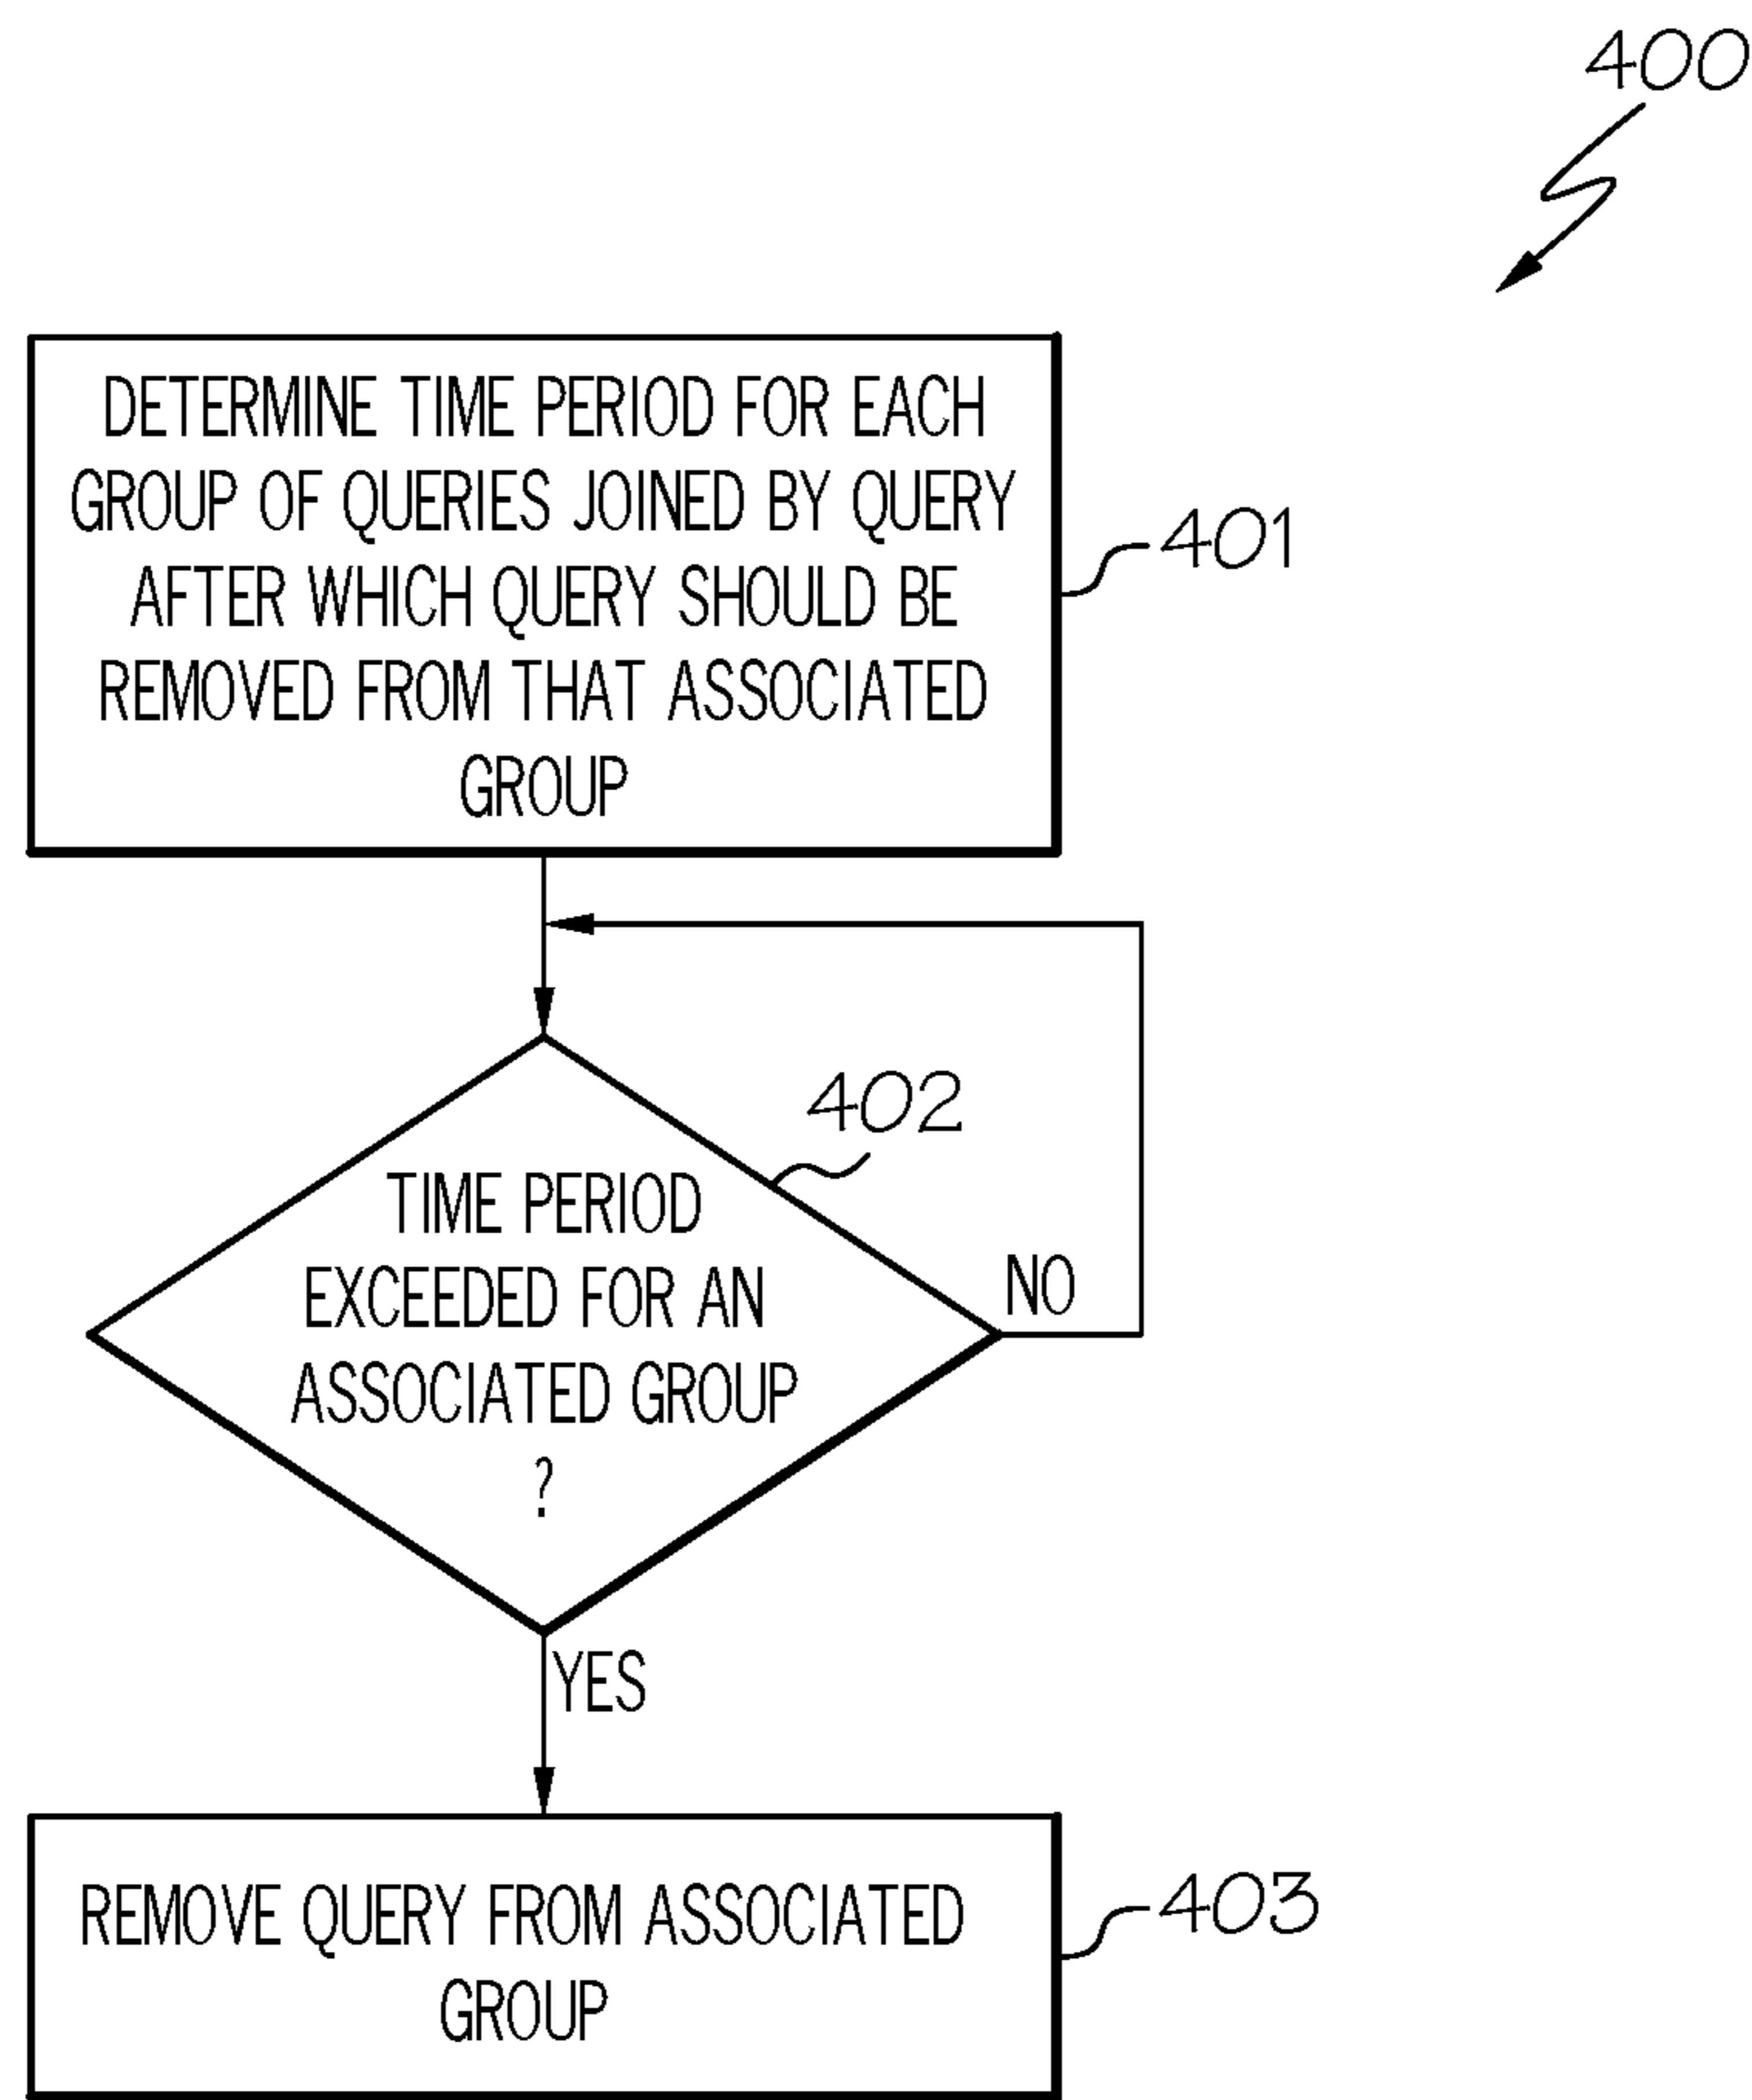 400
DETERMINE TIME PERIOD FOR EACH
GROUP OF QUERIES JOINED BY QUERY
AFTER WHICH QUERY SHOULD BE
REMOVED FROM THAT ASSOCIATED
GROUP
401
402
TIME PERIOD
EXCEEDED FOR AN
ASSOCIATED GROUP
?
NO
YES
REMOVE QUERY FROM ASSOCIATED
GROUP
403